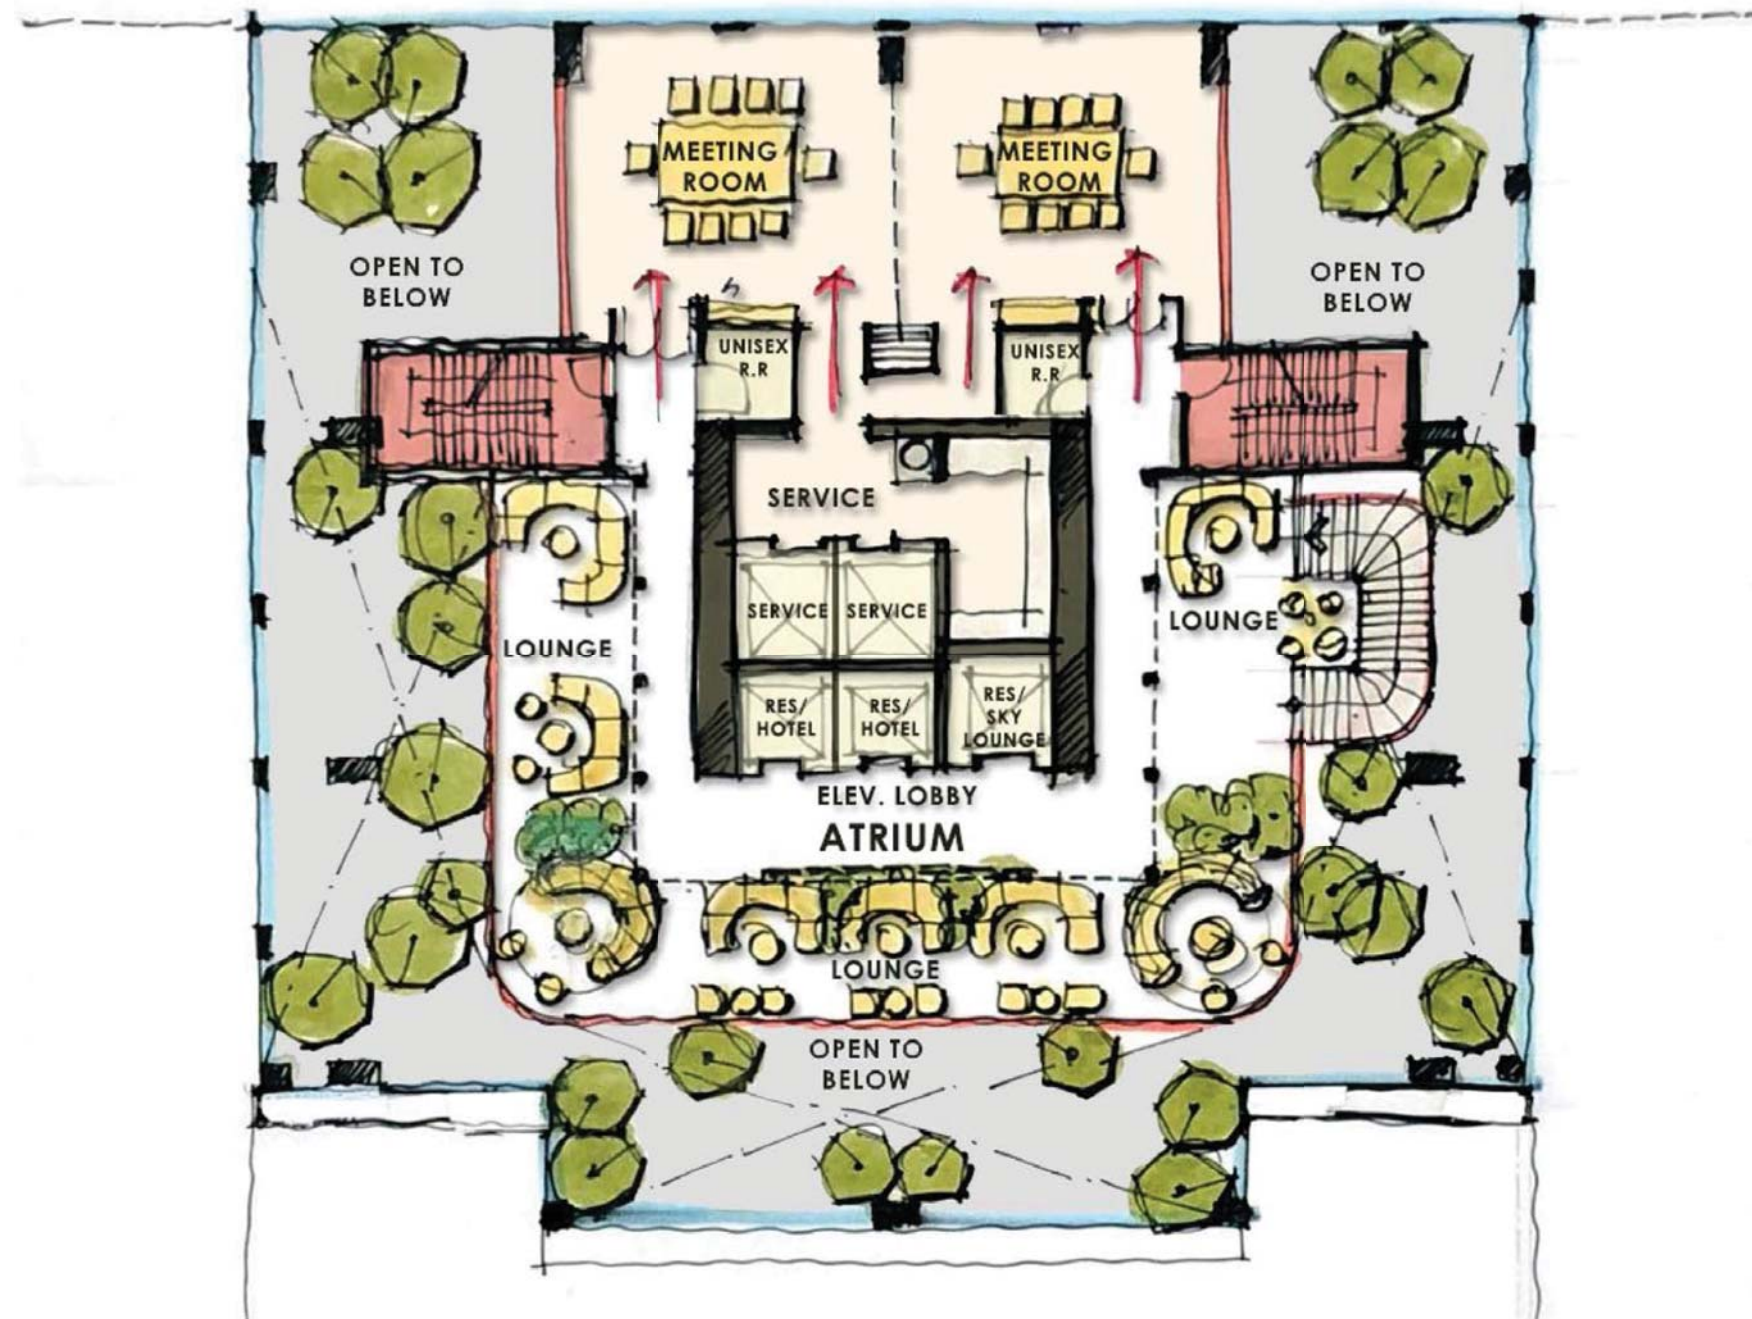 MEETING
ROOM
MEETING
ROOM
OPEN TO
BELOW
OPEN TO
BELOW
UNISEX
R.R
UNISEX
R.R
SERVICE
SERVICE
SERVICE
LOUNGE
LOUNGE
RES/
HOTEL
RES/
HOTEL
RES/
SKY
LOUNGE
ELEV. LOBBY
ATRIUM
LOUNGE
OPEN TO
BELOW